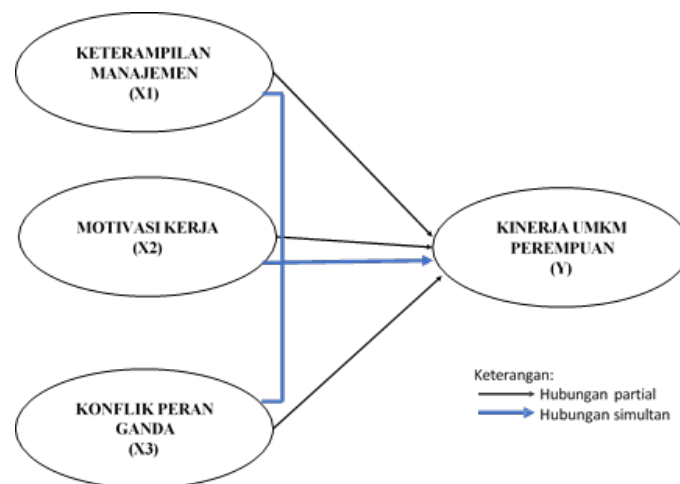 KETERAMPILAN
MANAJEMEN
(X1)
MOTIVASI KERJA
(X2)
KONFLIK PERAN
GANDA
(X3)
KINERJA UMKM
PEREMPUAN
(Y)
Keterangan:
Hubungan partial
Hubungan simultan